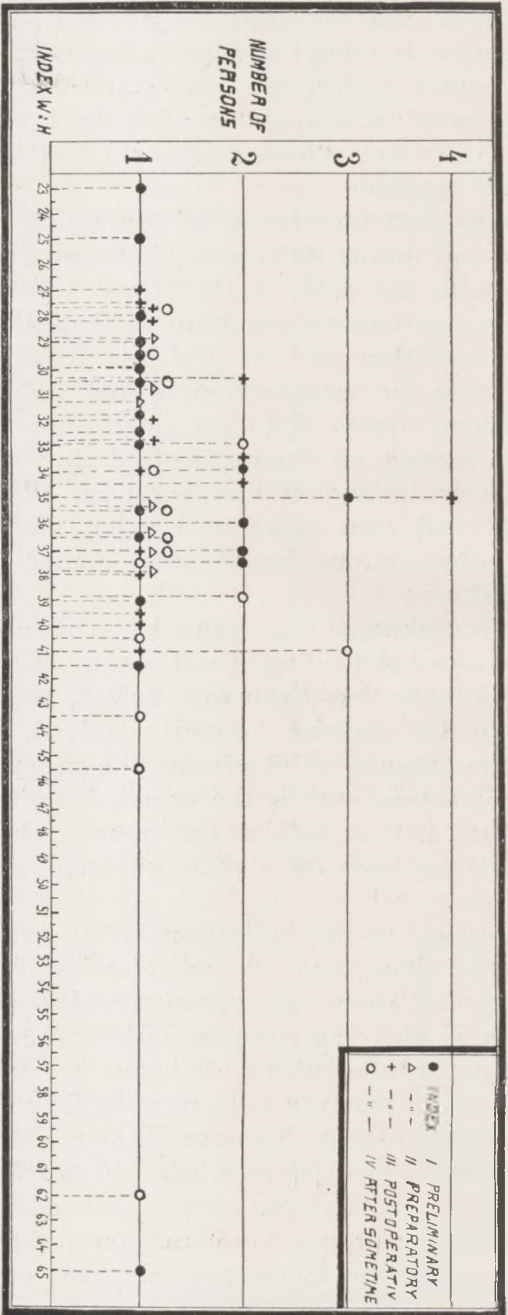 NUMBER OF
PERSONS
4
3
2
1
INDEX W:H 23 24 25 26 27 28 29 30 31 32 33 34 35 36 37 38 39 40 41 42 43 44 45 46 47 48 49 50 51 52 53 54 55 56 57 58 59 60 61 62 63 64 65
● INDEX I PRELIMINARY
△ —"— II PREPARATORY
+ —"— III POSTOPERATIV
○ —"— IV AFTER SOMETIME